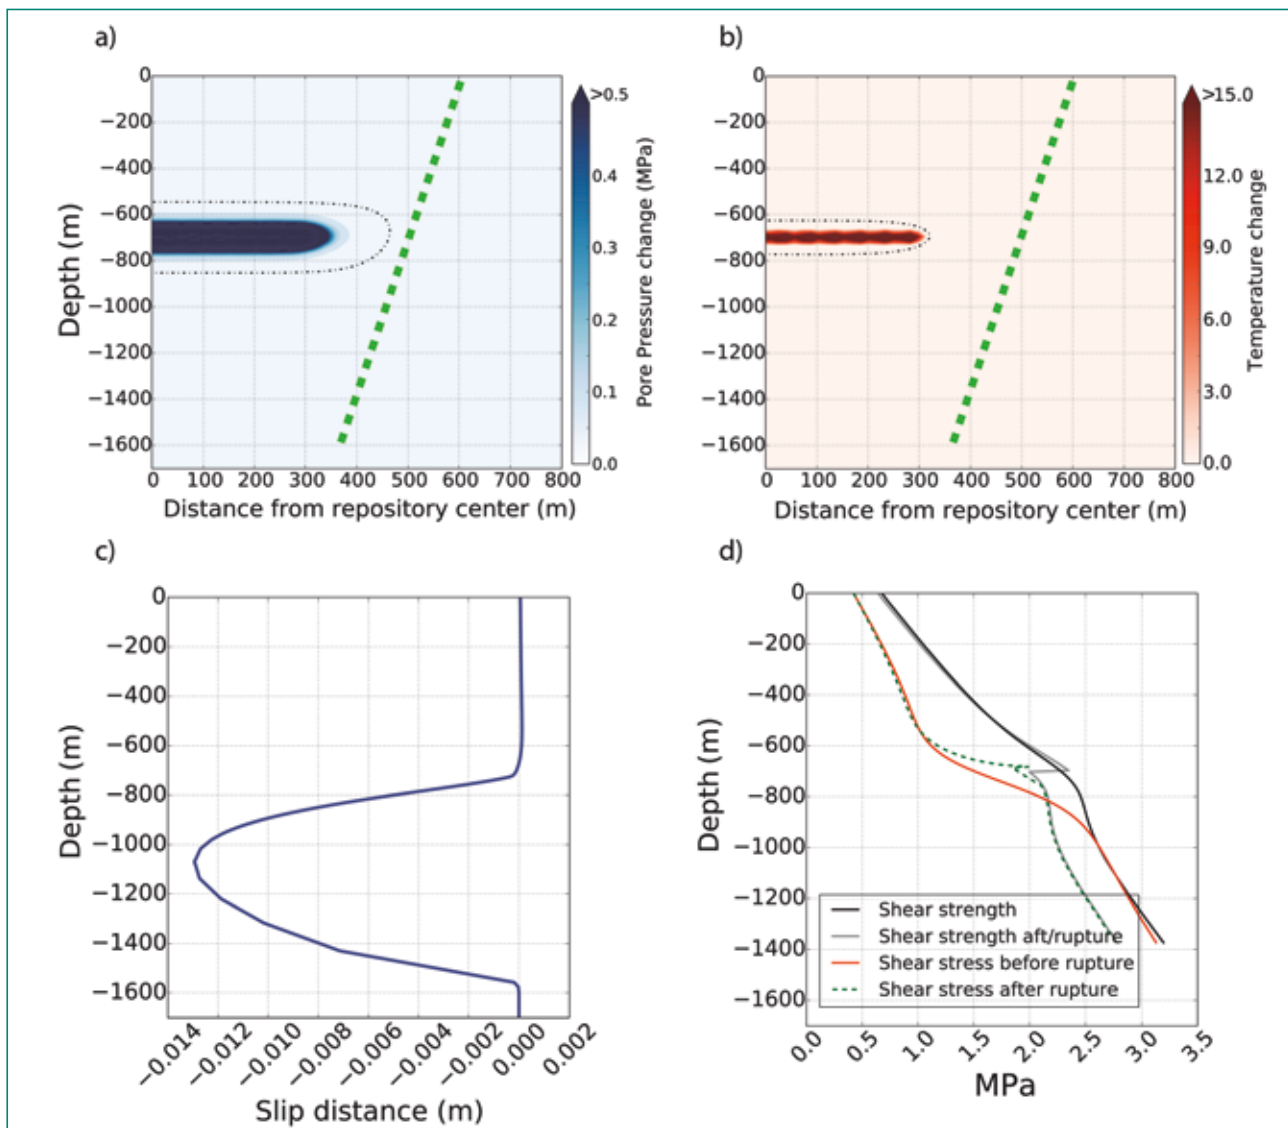 a)
0
−200
−400
−600
−800
−1000
−1200
−1400
−1600
Depth (m)
0 100 200 300 400 500 600 700 800
Distance from repository center (m)
>0.5
0.4
0.3
0.2
0.1
0.0
Pore Pressure change (MPa)
b)
0
−200
−400
−600
−800
−1000
−1200
−1400
−1600
0 100 200 300 400 500 600 700 800
Distance from repository center (m)
>15.0
12.0
9.0
6.0
3.0
0.0
Temperature change
c)
0
−200
−400
−600
−800
−1000
−1200
−1400
−1600
Depth (m)
−0.014 −0.012 −0.010 −0.008 −0.006 −0.004 −0.002 0.000 0.002
Slip distance (m)
d)
0
−200
−400
−600
−800
−1000
−1200
−1400
−1600
Depth (m)
Shear strength
Shear strength aft/rupture
Shear stress before rupture
Shear stress after rupture
0.0 0.5 1.0 1.5 2.0 2.5 3.0 3.5
MPa